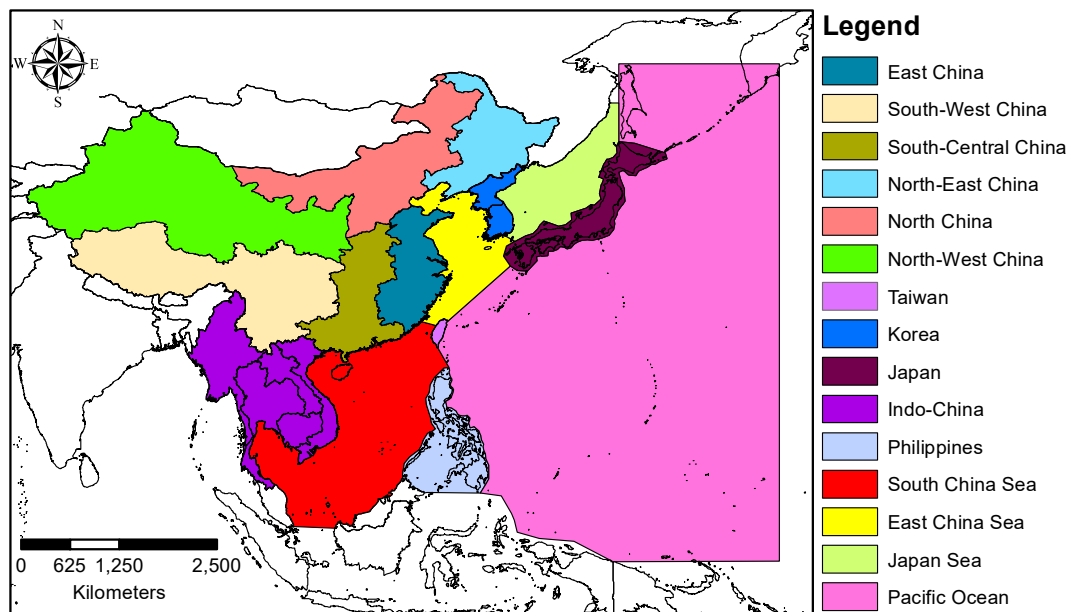 N
W
E
S
Legend
East China
South-West China
South-Central China
North-East China
North China
North-West China
Taiwan
Korea
Japan
Indo-China
Philippines
South China Sea
East China Sea
Japan Sea
Pacific Ocean
0 625 1,250 2,500
Kilometers